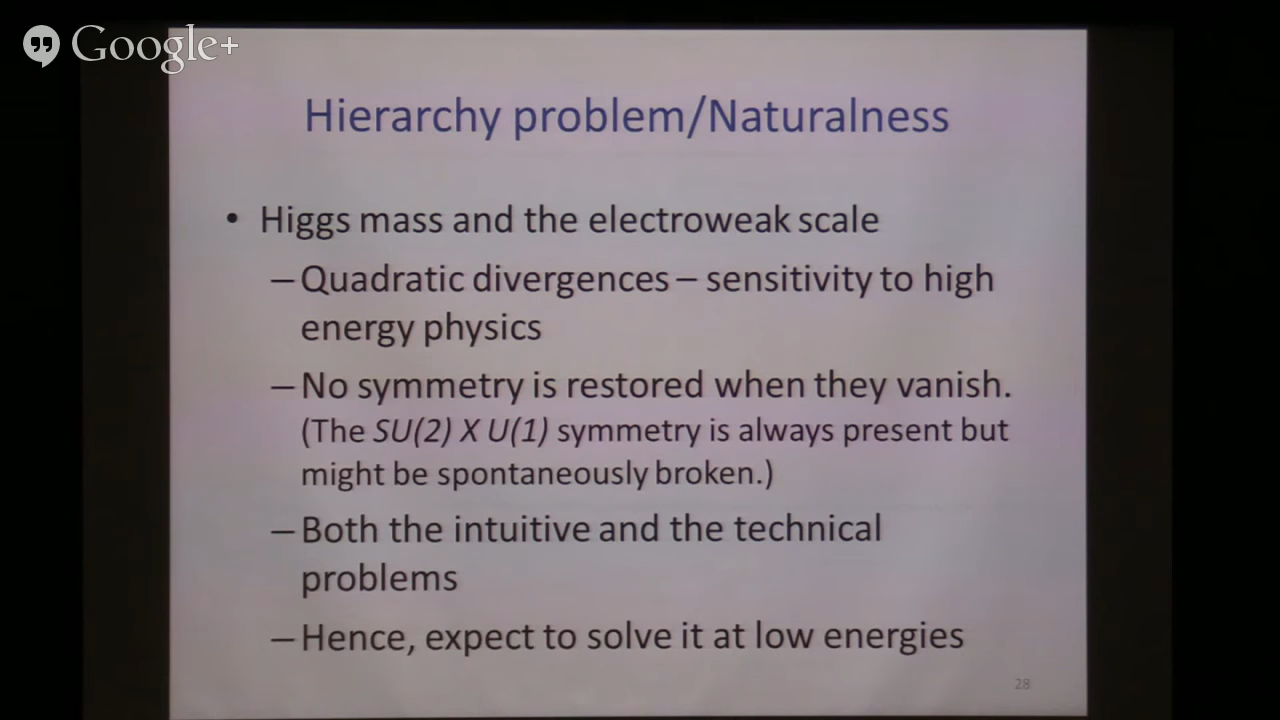 Google+
Hierarchy problem/Naturalness
• Higgs mass and the electroweak scale
– Quadratic divergences – sensitivity to high
energy physics
– No symmetry is restored when they vanish.
(The SU(2) X U(1) symmetry is always present but
might be spontaneously broken.)
– Both the intuitive and the technical
problems
– Hence, expect to solve it at low energies
28